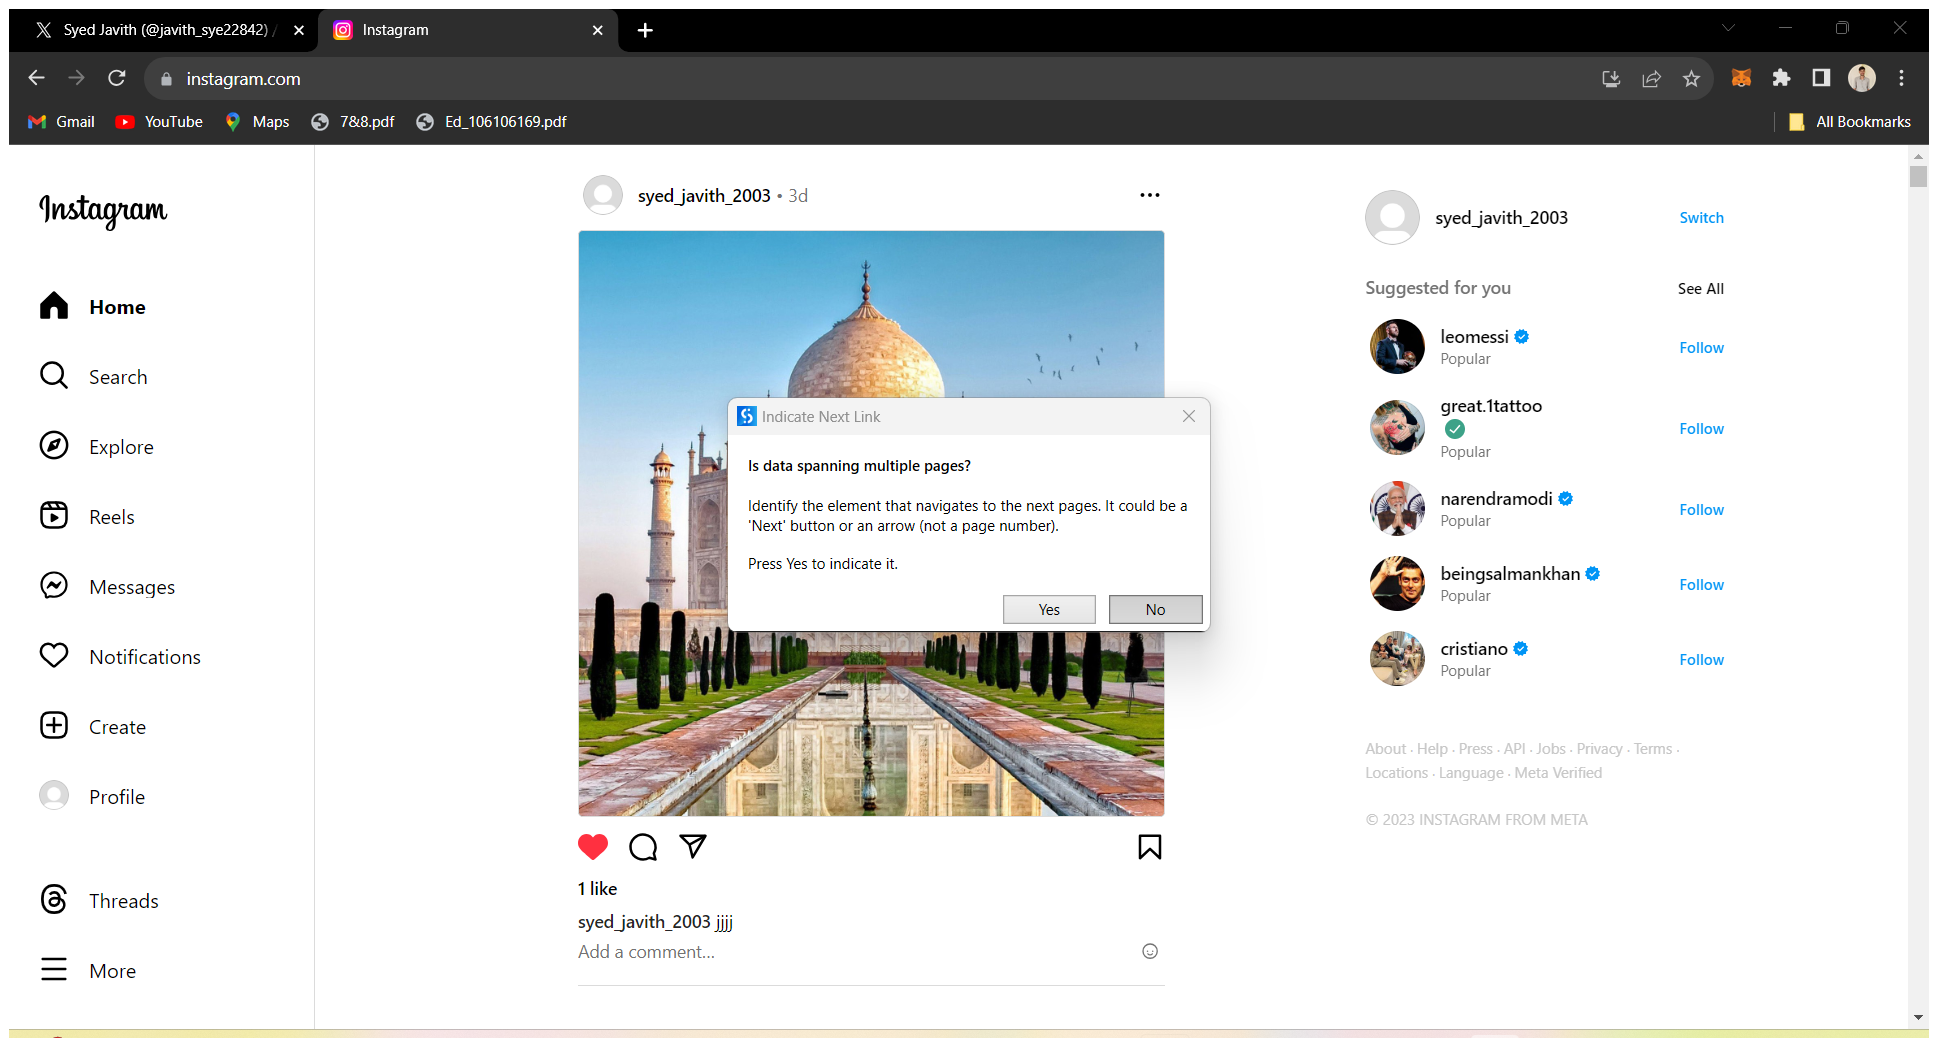 Syed Javith (@javith_sye22842) /
Instagram
instagram.com
Gmail
YouTube
Maps
7&8.pdf
Ed_106106169.pdf
All Bookmarks
Instagram
Home
Search
Explore
Reels
Messages
Notifications
Create
Profile
Threads
More
syed_javith_2003 • 3d
Indicate Next Link
Is data spanning multiple pages?
Identify the element that navigates to the next pages. It could be a
'Next' button or an arrow (not a page number).
Press Yes to indicate it.
Yes
No
1 like
syed_javith_2003 jjjj
Add a comment...
syed_javith_2003
Switch
Suggested for you
See All
leomessi
Popular
Follow
great.1tattoo
Popular
Follow
narendramodi
Popular
Follow
beingsalmankhan
Popular
Follow
cristiano
Popular
Follow
About · Help · Press · API · Jobs · Privacy · Terms ·
Locations · Language · Meta Verified
© 2023 INSTAGRAM FROM META